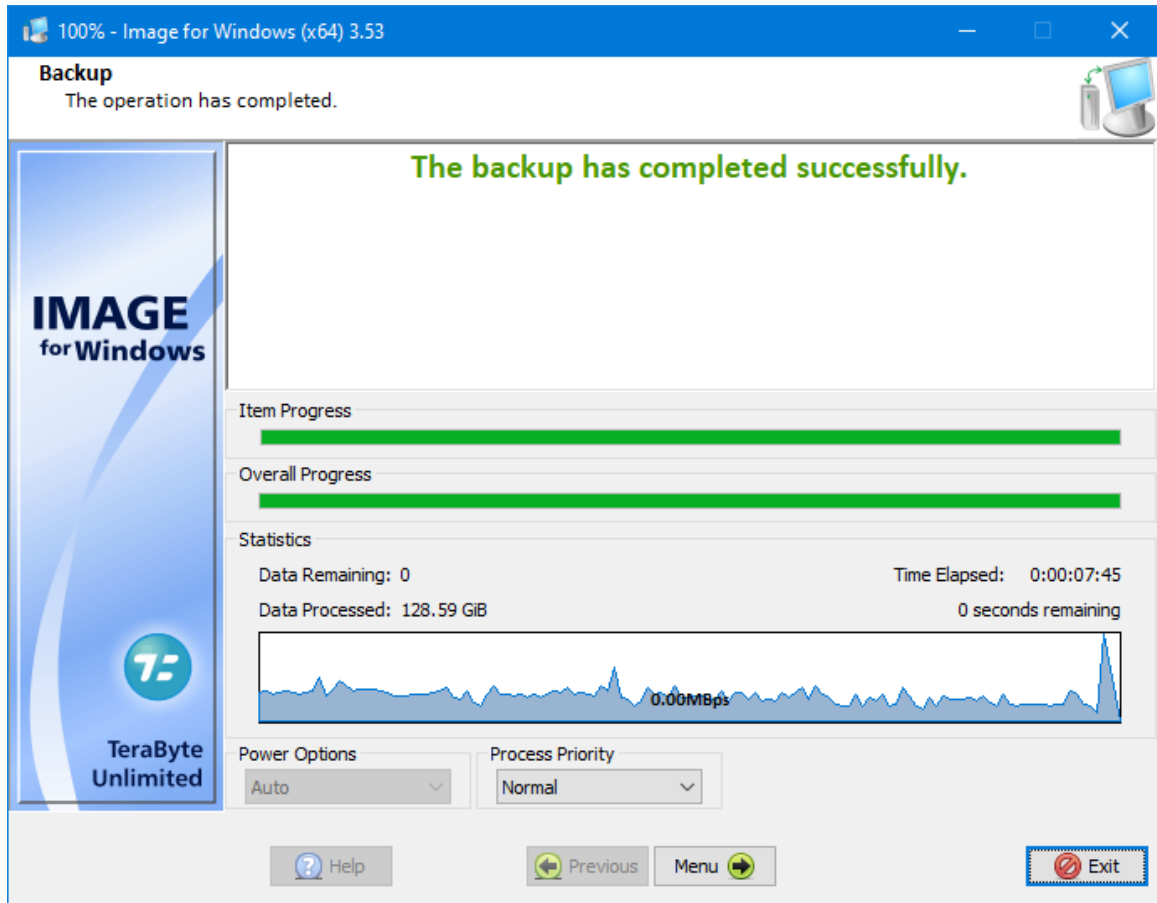 100% - Image for Windows (x64) 3.53
Backup
The operation has completed.
The backup has completed successfully.
IMAGE
for Windows
Item Progress
Overall Progress
Statistics
Data Remaining: 0
Time Elapsed: 0:00:07:45
Data Processed: 128.59 GiB
0 seconds remaining
0.00MBps
TeraByte
Unlimited
Power Options
Process Priority
Auto
Normal
Help
Previous
Menu
Exit